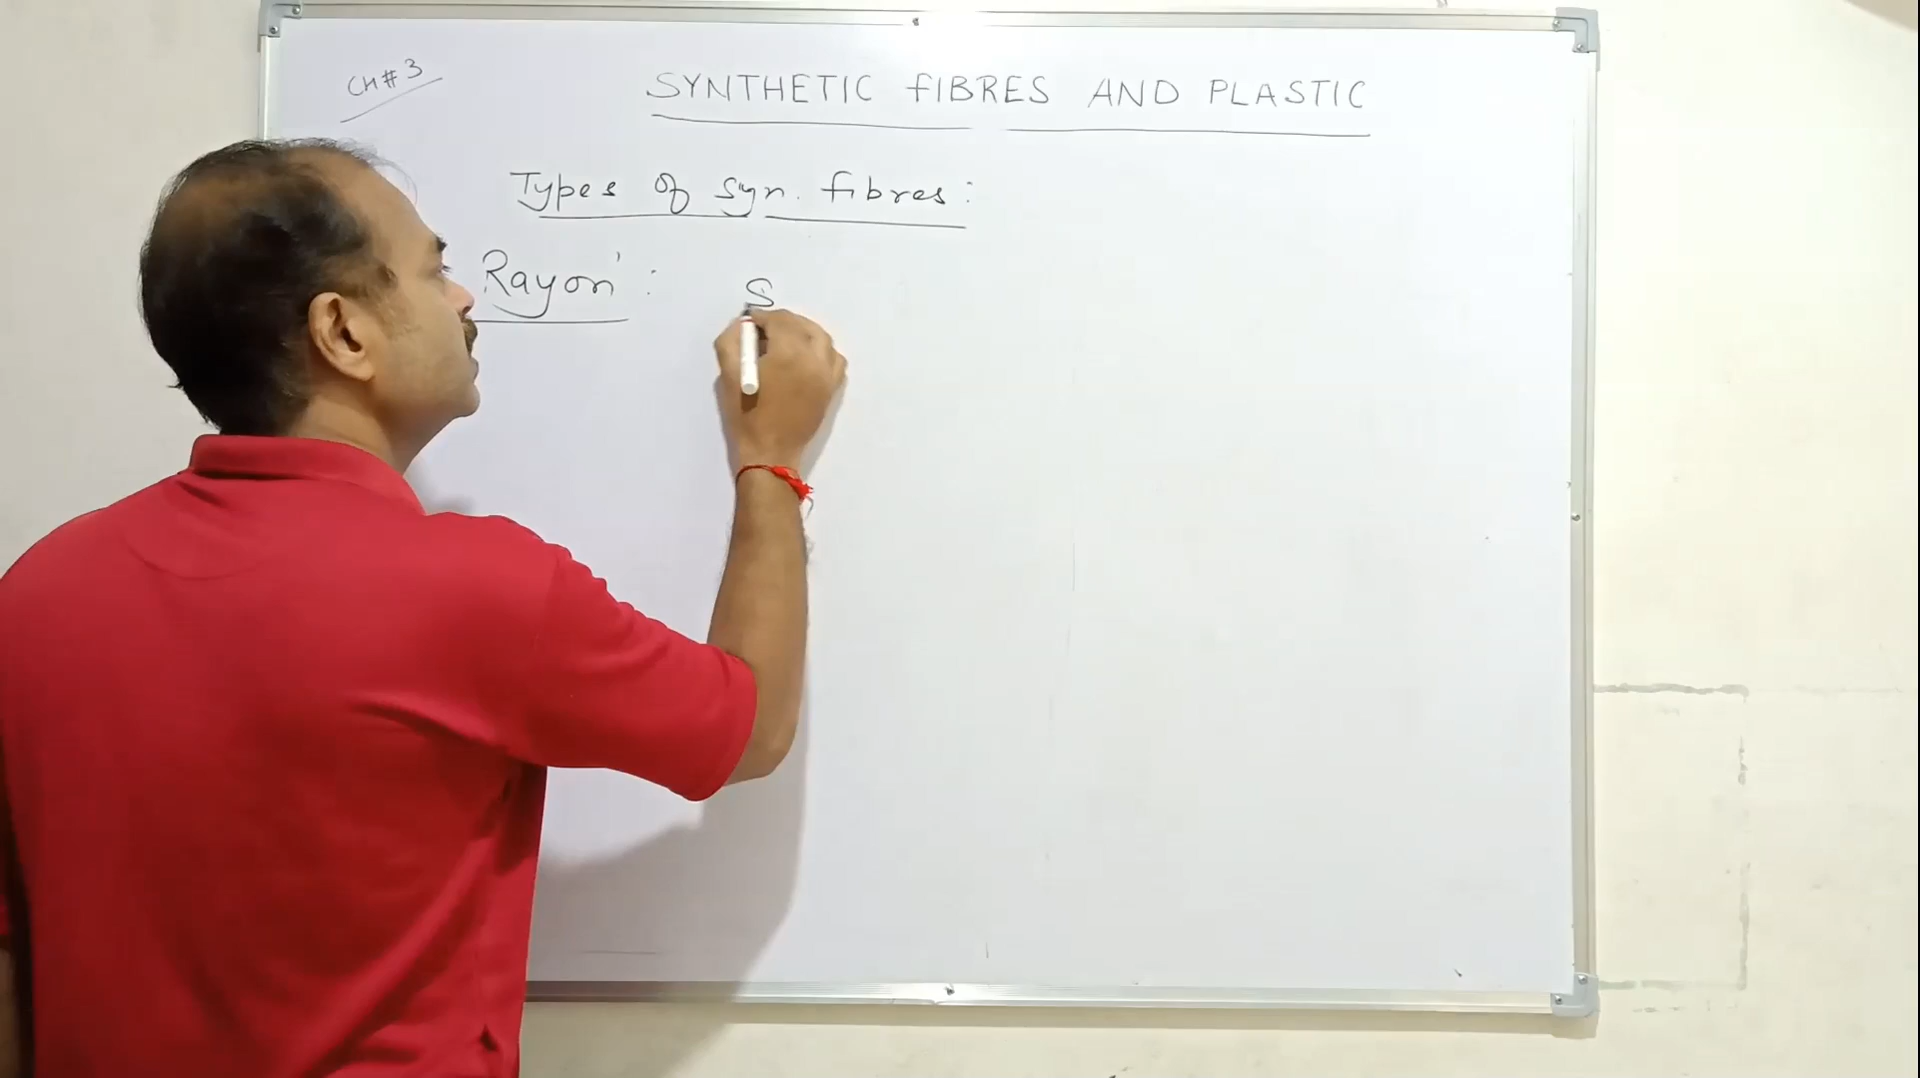 CH# 3
SYNTHETIC FIBRES AND PLASTIC
Types of syn. fibres:
Rayon: S